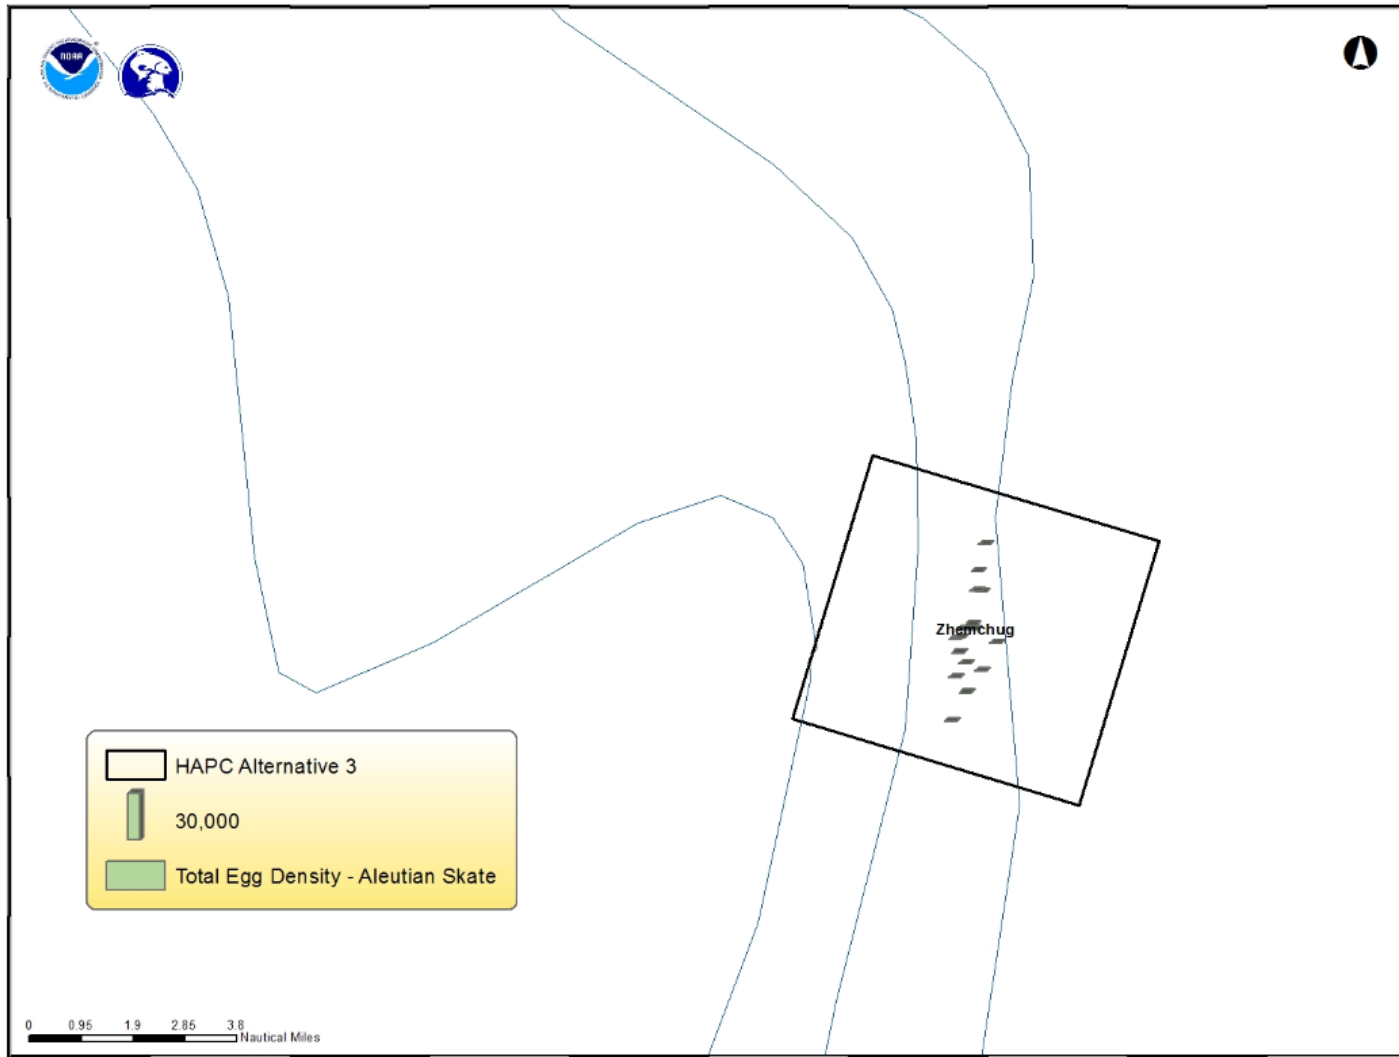 NOAA
Zhemchug
HAPC Alternative 3
30,000
Total Egg Density - Aleutian Skate
0 0.95 1.9 2.85 3.8
Nautical Miles